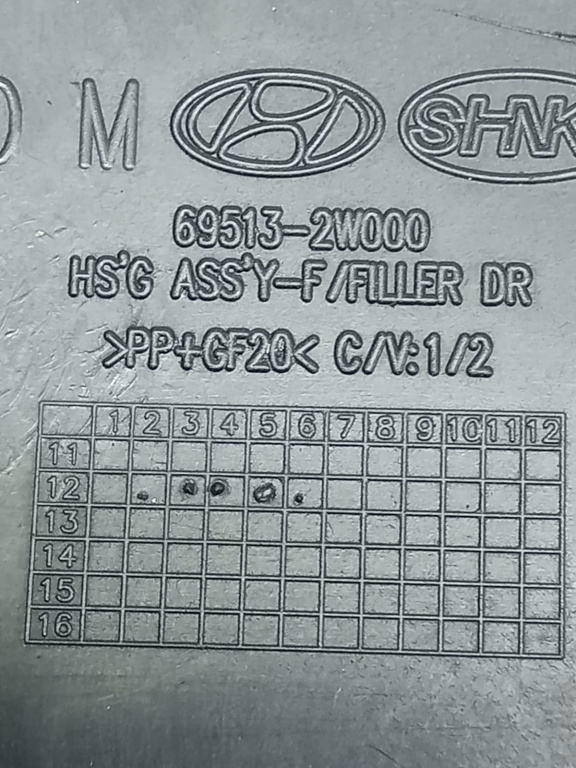 M SHNK
69513-2W000
HS'G ASS'Y-F/FILLER DR
>PP+GF20< C/V:1/2
1 2 3 4 5 6 7 8 9 10 11 12
11
12
13
14
15
16